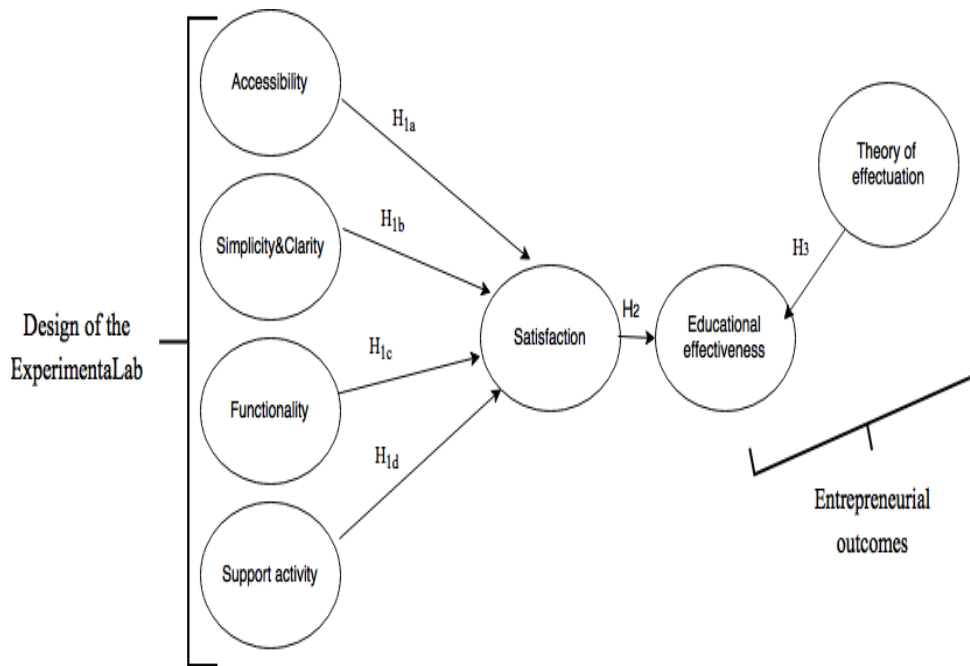 Accessibility
H1a
Theory of
effectuation
Simplicity&Clarity
H1b
H3
Design of the
ExperimentaLab
Satisfaction
H2
Educational
effectiveness
H1c
Functionality
H1d
Entrepreneurial
outcomes
Support activity